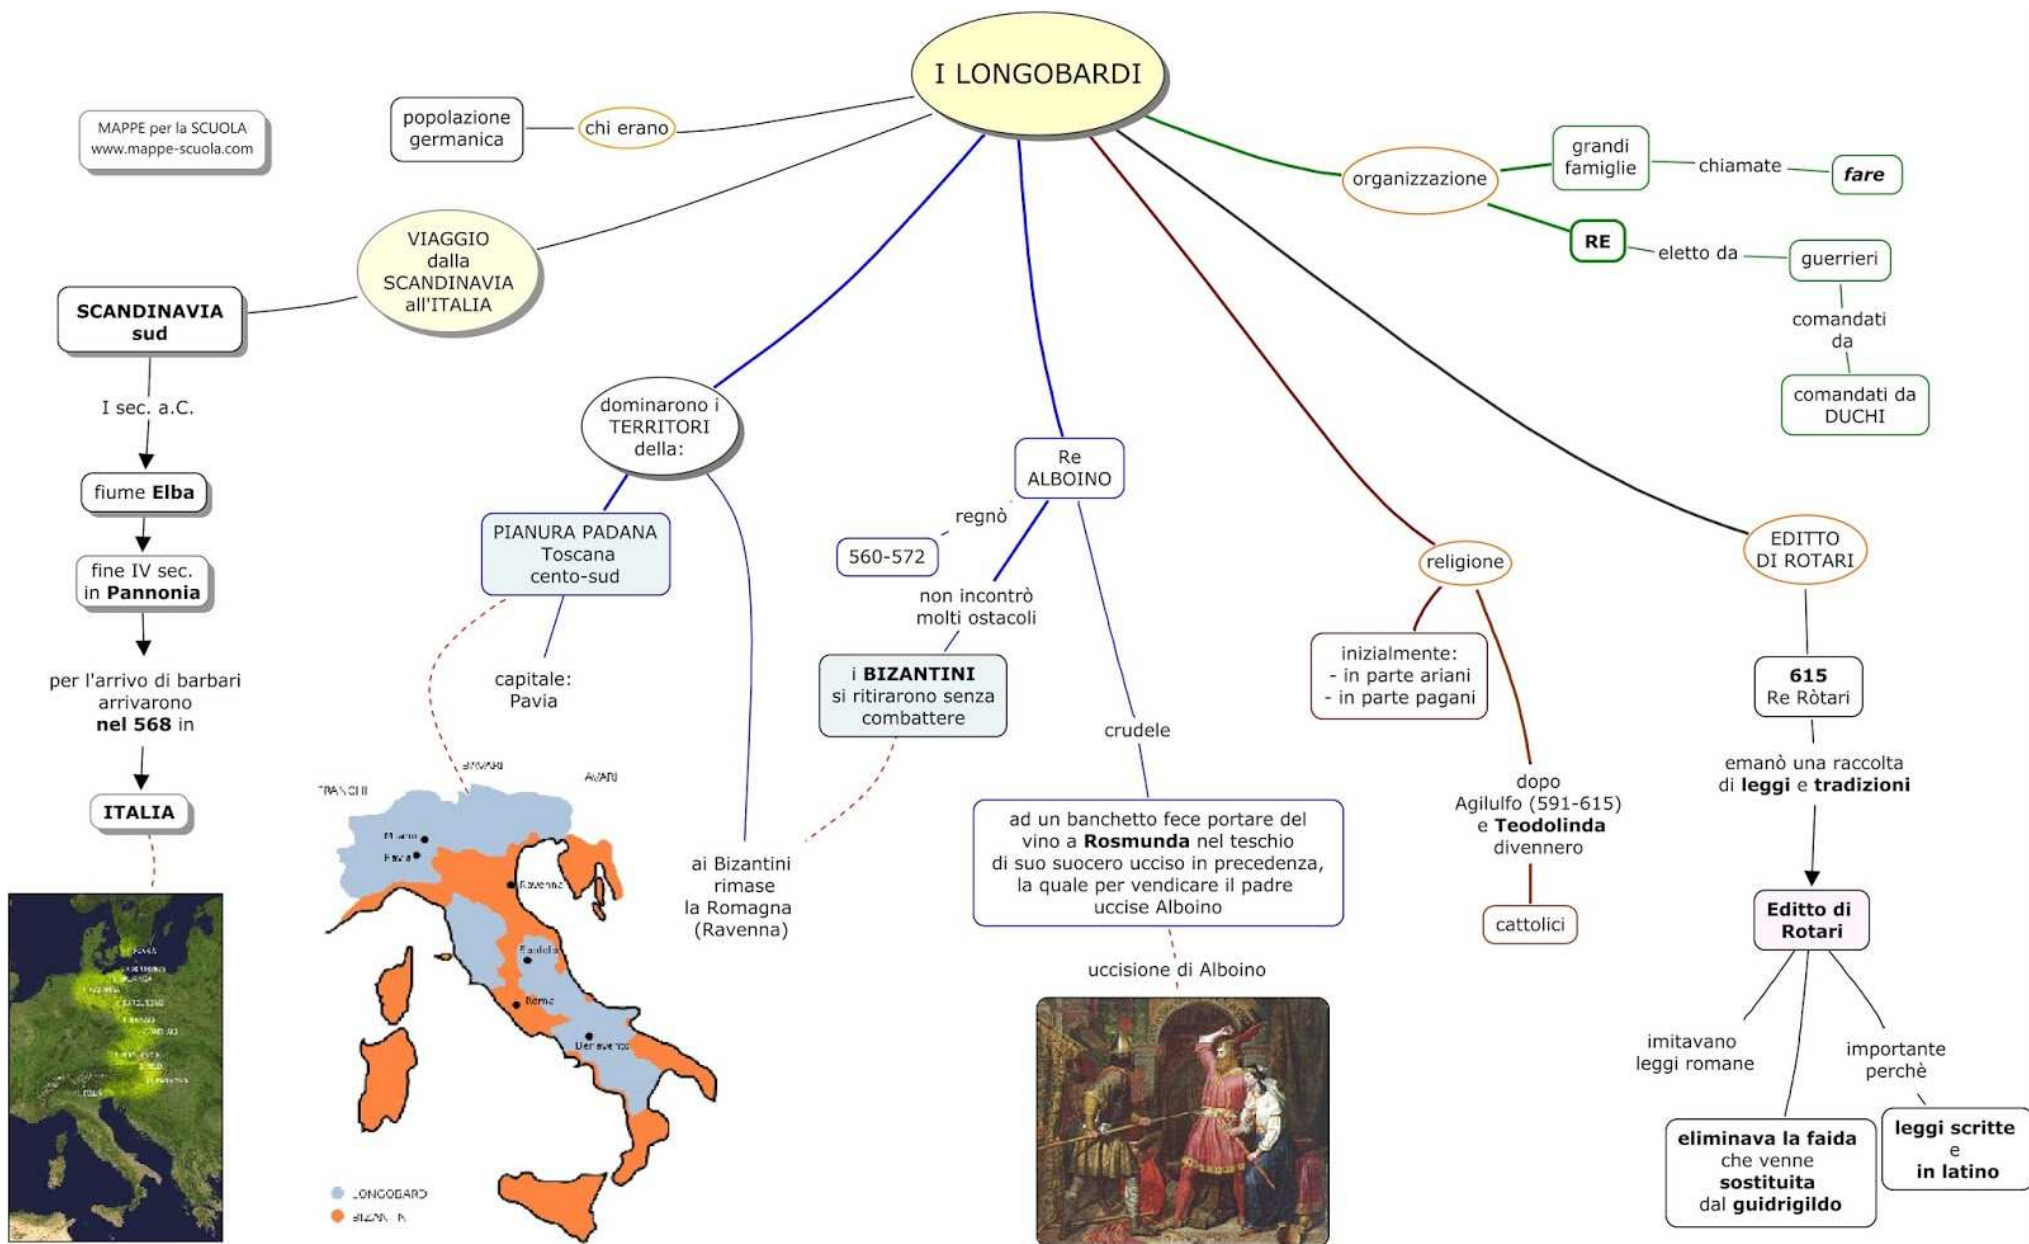 I LONGOBARDI
MAPPE per la SCUOLA
www.mappe-scuola.com
popolazione
germanica
chi erano
VIAGGIO
dalla
SCANDINAVIA
all'ITALIA
SCANDINAVIA
sud
I sec. a.C.
fiume Elba
fine IV sec.
in Pannonia
per l'arrivo di barbari
arrivarono
nel 568 in
ITALIA
dominarono i
TERRITORI
della:
PIANURA PADANA
Toscana
cento-sud
capitale:
Pavia
ai Bizantini
rimase
la Romagna
(Ravenna)
AVARI
Milano
Pavia
Ravenna
Roma
Benevento
LONGOBARDI
Re
ALBOINO
regnò
560-572
non incontrò
molti ostacoli
i BIZANTINI
si ritirarono senza
combattere
crudele
ad un banchetto fece portare del
vino a Rosmunda nel teschio
di suo suocero ucciso in precedenza,
la quale per vendicare il padre
uccise Alboino
uccisione di Alboino
religione
inizialmente:
- in parte ariani
- in parte pagani
dopo
Agilulfo (591-615)
e Teodolinda
divennero
cattolici
organizzazione
grandi
famiglie
chiamate
fare
RE
eletto da
guerrieri
comandati
da
comandati da
DUCHI
EDITTO
DI ROTARI
615
Re Ròtari
emanò una raccolta
di leggi e tradizioni
Editto di
Rotari
imitavano
leggi romane
eliminava la faida
che venne
sostituita
dal guidrigildo
importante
perchè
leggi scritte
e
in latino